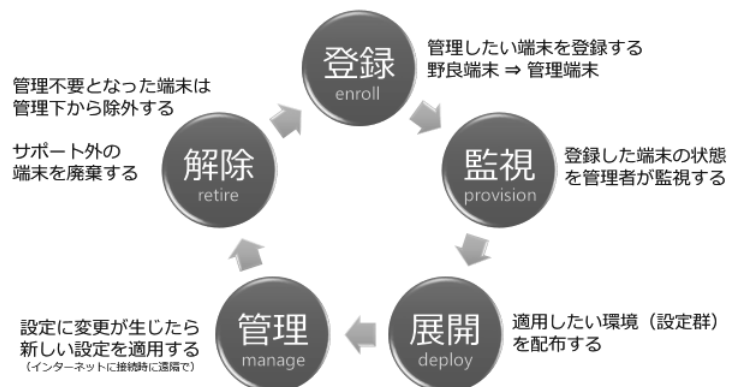 登録
enroll
管理したい端末を登録する
野良端末 ⇒ 管理端末
監視
provision
登録した端末の状態
を管理者が監視する
展開
deploy
適用したい環境（設定群）
を配布する
管理
manage
設定に変更が生じたら
新しい設定を適用する
（インターネットに接続時に遠隔で）
解除
retire
管理不要となった端末は
管理下から除外する
サポート外の
端末を廃棄する